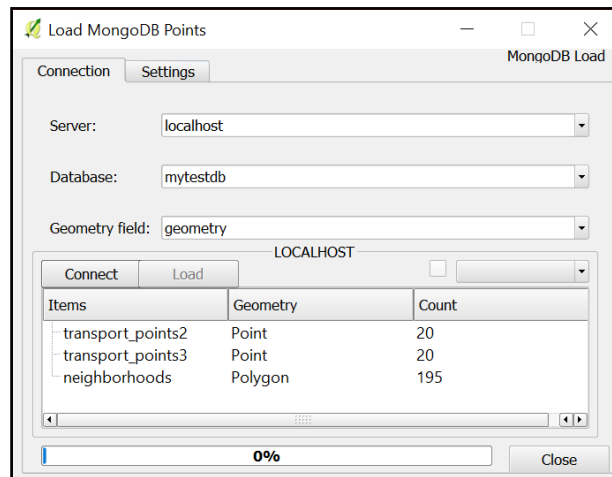 Load MongoDB Points
MongoDB Load
Connection Settings
Server: localhost
Database: mytestdb
Geometry field: geometry
LOCALHOST
Connect Load
Items Geometry Count
transport_points2 Point 20
transport_points3 Point 20
neighborhoods Polygon 195
0%
Close